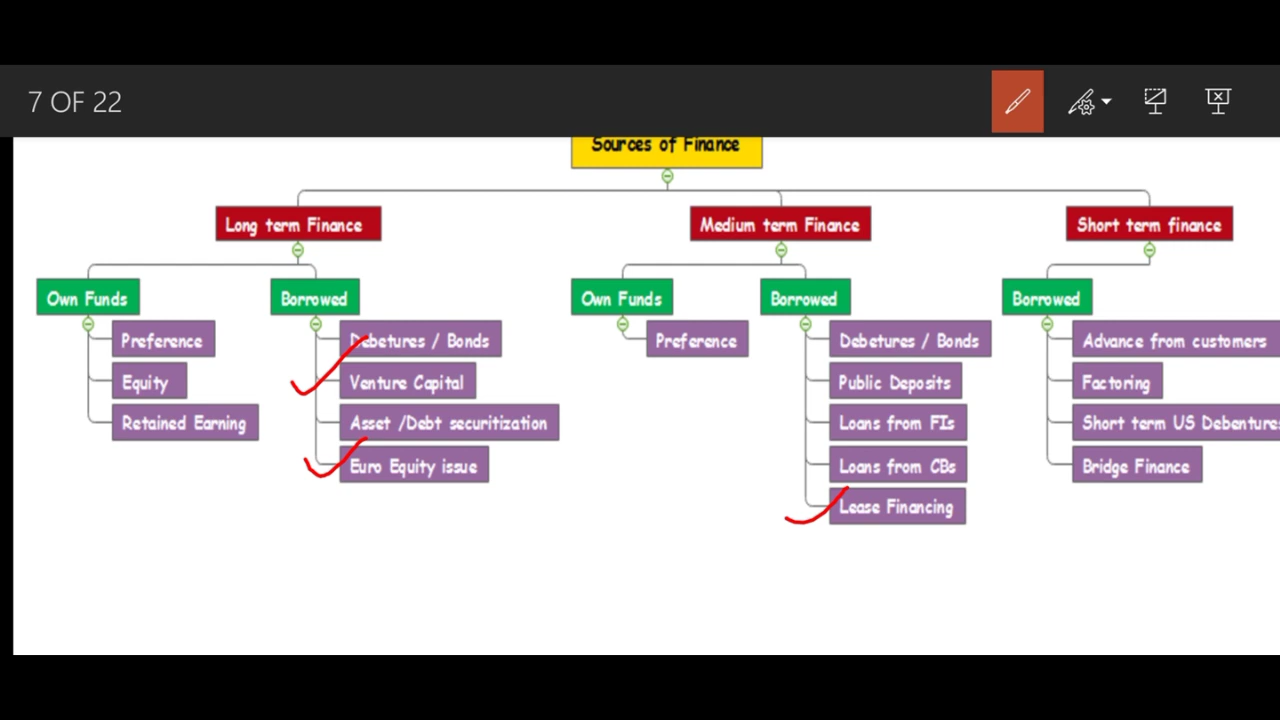 7 OF 22
Sources of Finance
Long term Finance
Medium term Finance
Short term finance
Own Funds
Borrowed
Own Funds
Borrowed
Borrowed
Preference
Debetures / Bonds
Preference
Debetures / Bonds
Advance from customers
Equity
Venture Capital
Public Deposits
Factoring
Retained Earning
Asset /Debt securitization
Loans from FIs
Short term US Debentures
Euro Equity issue
Loans from CBs
Bridge Finance
Lease Financing